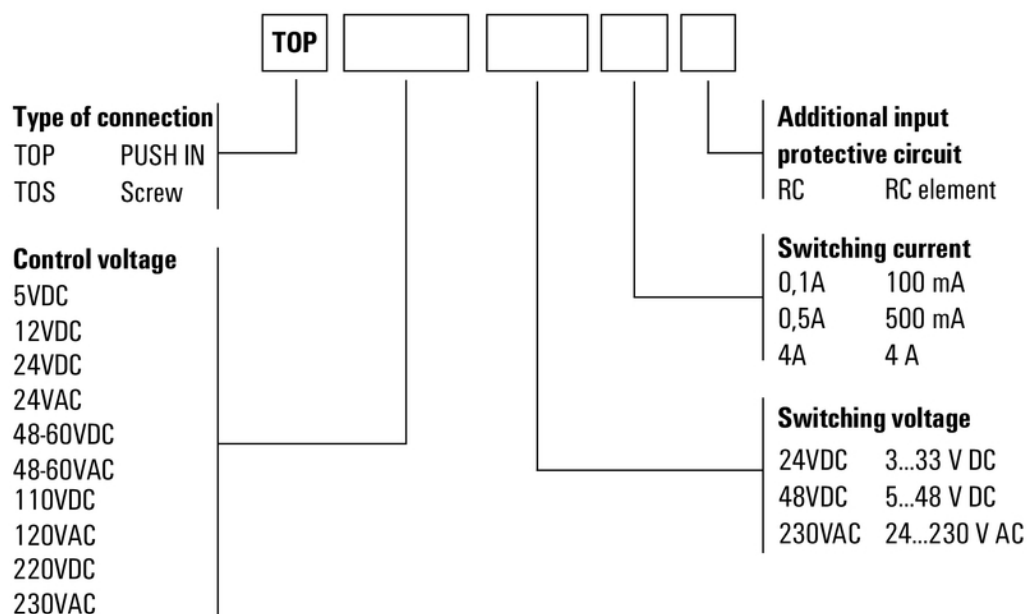 TOP
Type of connection
TOP PUSH IN
TOS Screw
Control voltage
5VDC
12VDC
24VDC
24VAC
48-60VDC
48-60VAC
110VDC
120VAC
220VDC
230VAC
Additional input
protective circuit
RC RC element
Switching current
0,1A 100 mA
0,5A 500 mA
4A 4 A
Switching voltage
24VDC 3...33 V DC
48VDC 5...48 V DC
230VAC 24...230 V AC